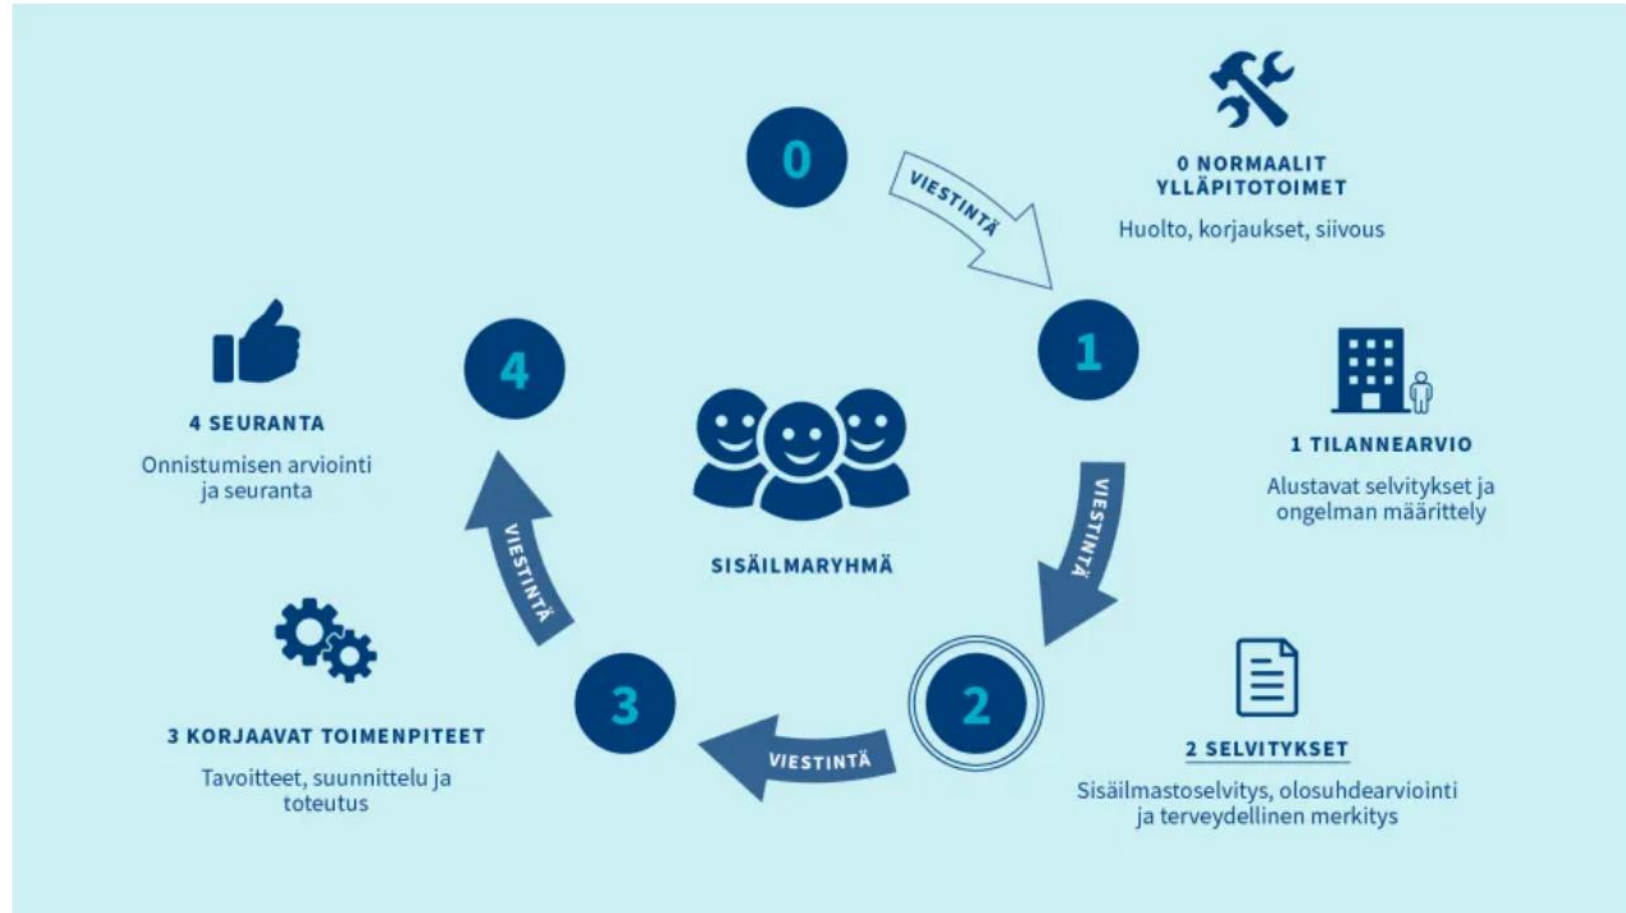 0
VIESTINTÄ
0 NORMAALIT
YLLÄPITOTOIMET
Huolto, korjaukset, siivous
1
1 TILANNEARVIO
Alustavat selvitykset ja
ongelman määrittely
VIESTINTÄ
2
2 SELVITYKSET
Sisäilmastoselvitys, olosuhdearviointi
ja terveydellinen merkitys
VIESTINTÄ
3
3 KORJAAVAT TOIMENPITEET
Tavoitteet, suunnittelu ja
toteutus
VIESTINTÄ
4
4 SEURANTA
Onnistumisen arviointi
ja seuranta
SISÄILMARYHMÄ